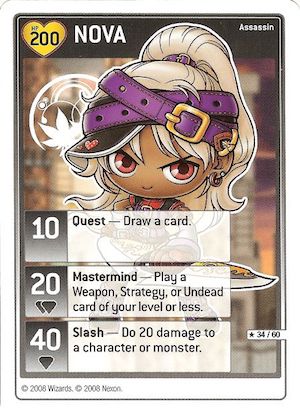 HP
200
NOVA
Assassin
10
Quest — Draw a card.
20
Mastermind — Play a
Weapon, Strategy, or Undead
card of your level or less.
40
Slash — Do 20 damage to
a character or monster.
★ 34 / 60
© 2008 Wizards. © 2008 Nexon.